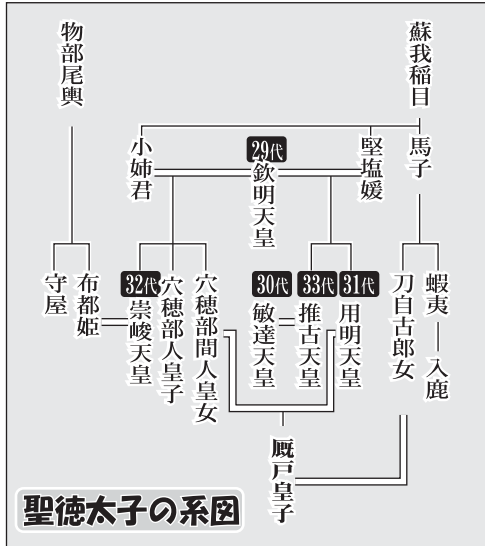 蘇我稲目
物部尾輿
馬子
堅塩媛
29代
欽明天皇
小姉君
蝦夷
入鹿
刀自古郎女
31代
用明天皇
33代
推古天皇
30代
敏達天皇
穴穂部間人皇女
穴穂部人皇子
32代
崇峻天皇
布都姫
守屋
厩戸皇子
聖徳太子の系図